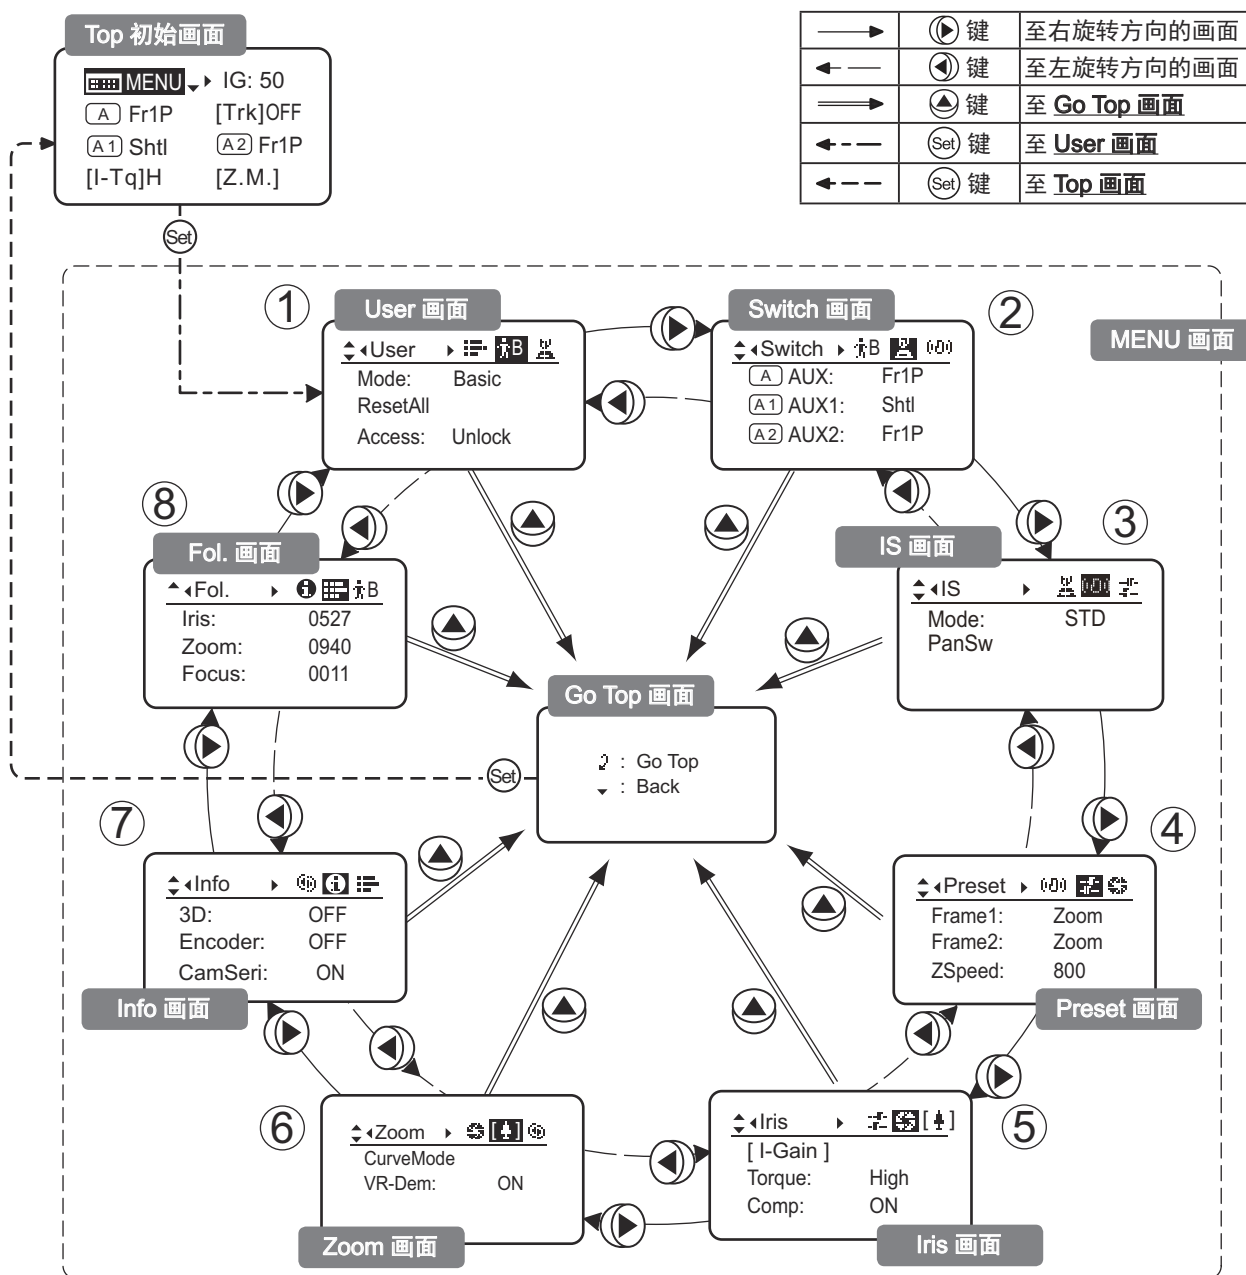 Top 初始画面
MENU IG: 50
A Fr1P [Trk]OFF
A1 Shtl A2 Fr1P
[I-Tq]H [Z.M.]
Set
键 至右旋转方向的画面
键 至左旋转方向的画面
键 至 Go Top 画面
Set 键 至 User 画面
Set 键 至 Top 画面
MENU 画面
① User 画面
User B
Mode: Basic
ResetAll
Access: Unlock
② Switch 画面
Switch B
A AUX: Fr1P
A1 AUX1: Shtl
A2 AUX2: Fr1P
③ IS 画面
IS
Mode: STD
PanSw
⑧ Fol. 画面
Fol. B
Iris: 0527
Zoom: 0940
Focus: 0011
Go Top 画面
: Go Top
: Back
Set
④
Preset
Frame1: Zoom
Frame2: Zoom
ZSpeed: 800
Preset 画面
⑦
Info
3D: OFF
Encoder: OFF
CamSeri: ON
Info 画面
⑥
Zoom
CurveMode
VR-Dem: ON
Zoom 画面
⑤
Iris
[ I-Gain ]
Torque: High
Comp: ON
Iris 画面